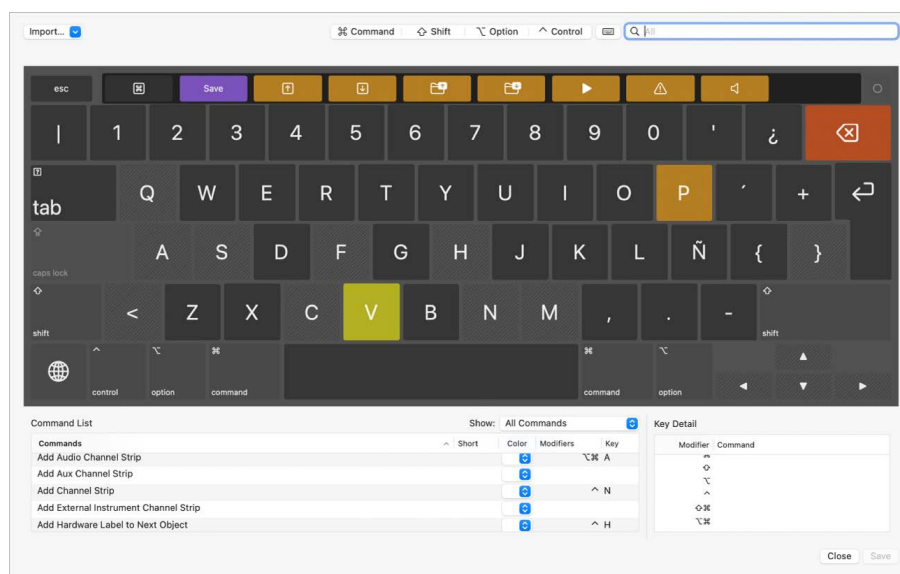 Import...
⌘ Command ⇧ Shift ⌥ Option ^ Control All
esc Save
| 1 2 3 4 5 6 7 8 9 0 ' ¿
tab Q W E R T Y U I O P ´ +
caps lock A S D F G H J K L Ñ { }
shift < Z X C V B N M , . - shift
^ control ⌥ option ⌘ command ⌘ command ⌥ option
Command List Show: All Commands Key Detail
Commands Short Color Modifiers Key Modifier Command
Add Audio Channel Strip ⌥⌘ A
⌘
Add Aux Channel Strip
⇧
⌥
Add Channel Strip ^ N
^
Add External Instrument Channel Strip
⇧⌘
Add Hardware Label to Next Object ^ H
⌥⌘
Close Save